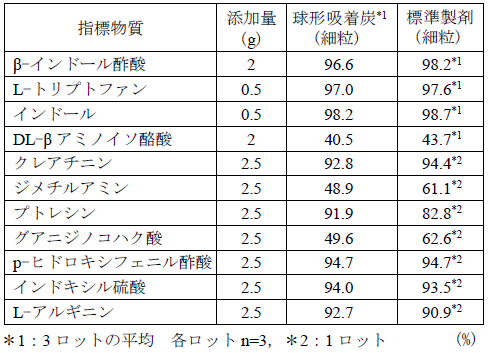 指標物質 添加量 (g) 球形吸着炭*1 (細粒) 標準製剤 (細粒)
β-インドール酢酸 2 96.6 98.2*1
L-トリプトファン 0.5 97.0 97.6*1
インドール 0.5 98.2 98.7*1
DL-βアミノイソ酪酸 2 40.5 43.7*1
クレアチニン 2.5 92.8 94.4*2
ジメチルアミン 2.5 48.9 61.1*2
プトレシン 2.5 91.9 82.8*2
グアニジノコハク酸 2.5 49.6 62.6*2
p-ヒドロキシフェニル酢酸 2.5 94.7 94.7*2
インドキシル硫酸 2.5 94.0 93.5*2
L-アルギニン 2.5 92.7 90.9*2
*1:3ロットの平均 各ロットn=3, *2:1ロット (%)